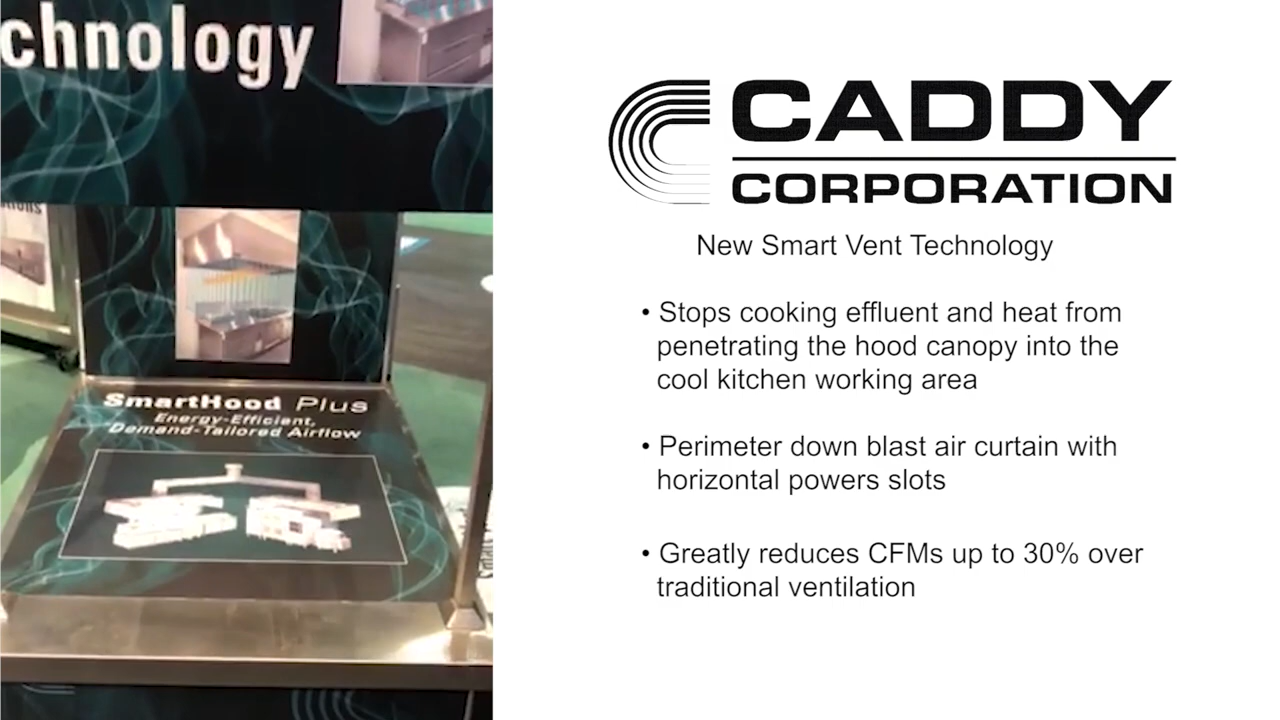 chnology
SmartHood Plus
Energy-Efficient,
Demand-Tailored Airflow
CADDY
CORPORATION
New Smart Vent Technology
• Stops cooking effluent and heat from
penetrating the hood canopy into the
cool kitchen working area
• Perimeter down blast air curtain with
horizontal powers slots
• Greatly reduces CFMs up to 30% over
traditional ventilation